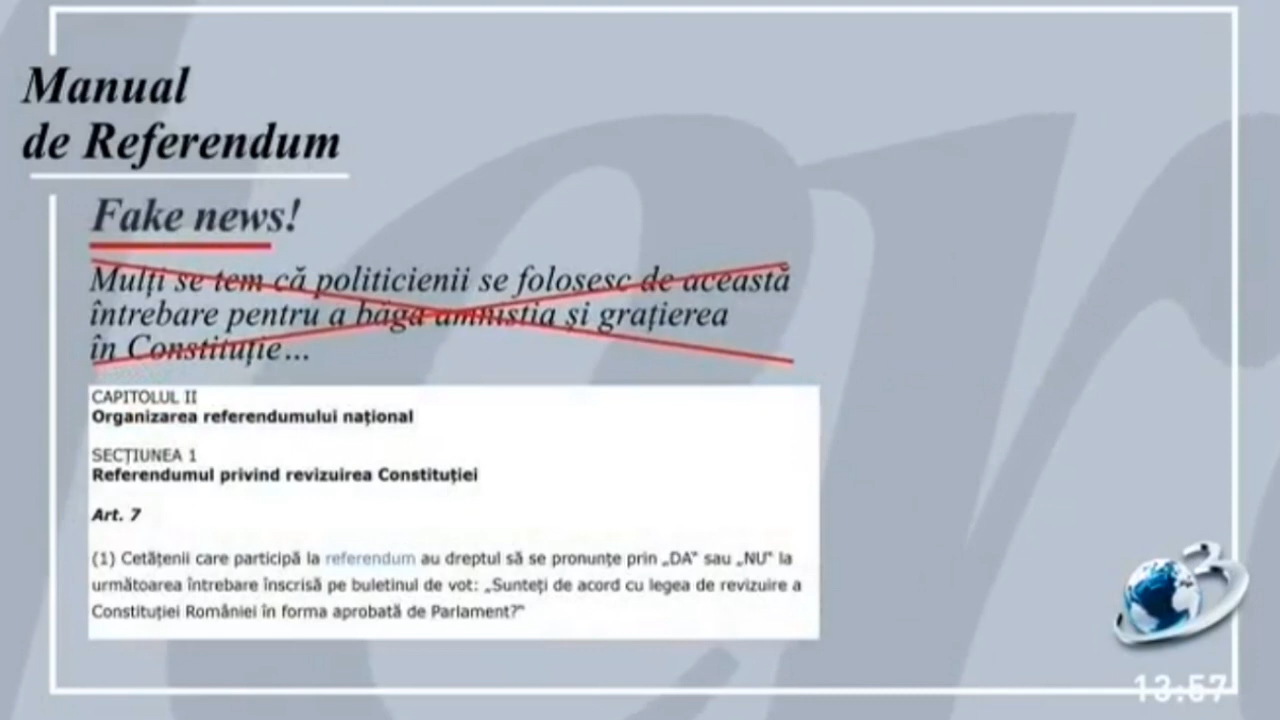 Manual
de Referendum
Fake news!
Mulți se tem că politicienii se folosesc de această
întrebare pentru a băga amnistia și grațierea
în Constituție...
CAPITOLUL II
Organizarea referendumului național
SECȚIUNEA 1
Referendumul privind revizuirea Constituției
Art. 7
(1) Cetățenii care participă la referendum au dreptul să se pronunțe prin „DA" sau „NU" la
următoarea întrebare înscrisă pe buletinul de vot: „Sunteți de acord cu legea de revizuire a
Constituției României în forma aprobată de Parlament?"
3
13:57